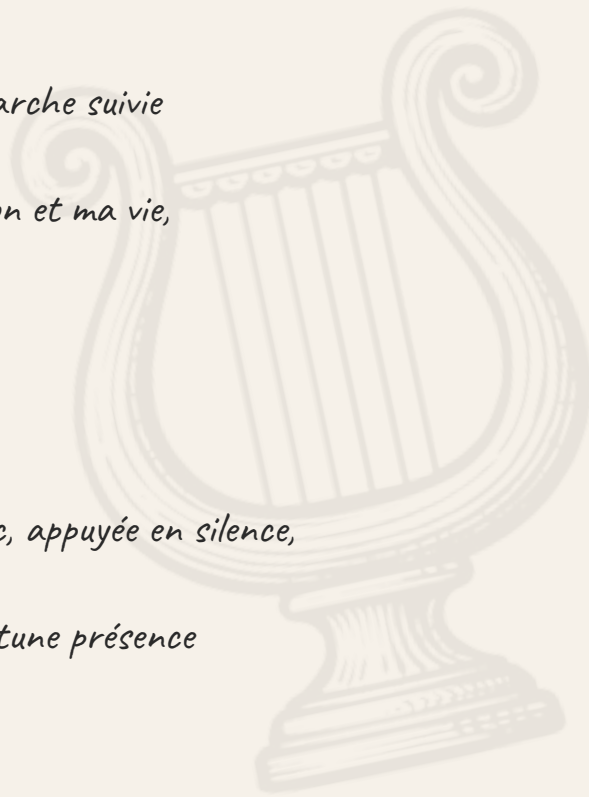 arche suivie
on et ma vie,
c, appuyée en silence,
tune présence